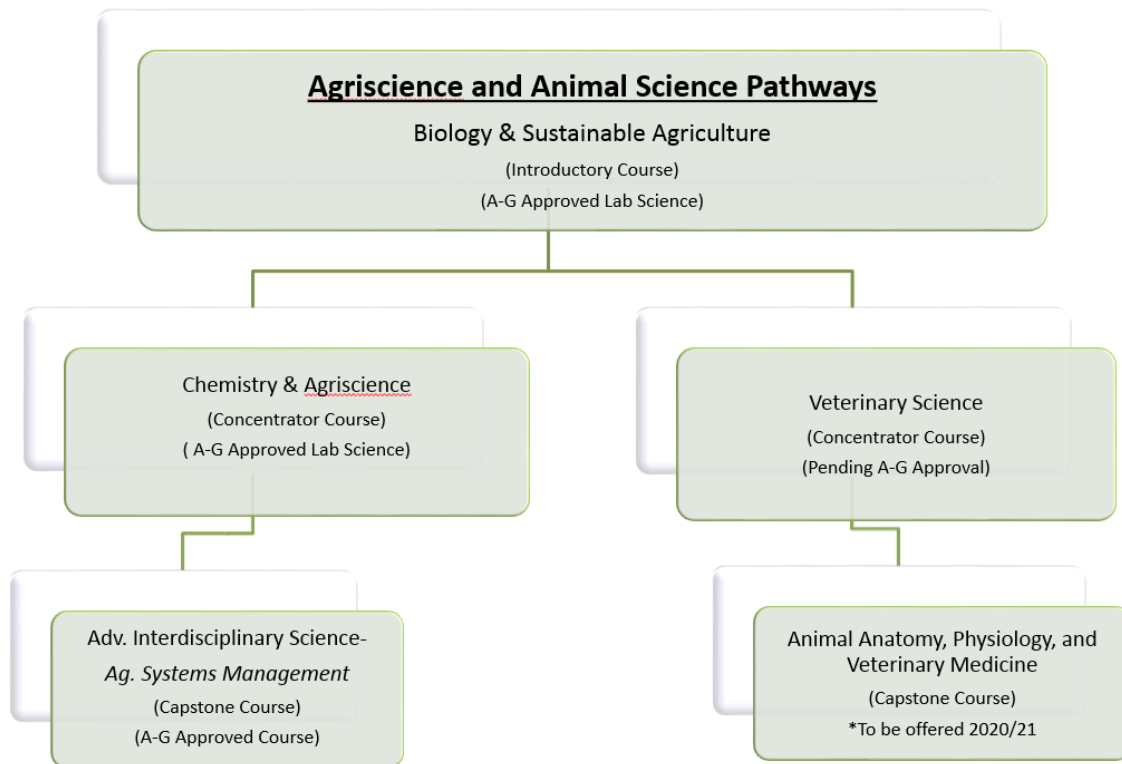 Agriscience and Animal Science Pathways
Biology & Sustainable Agriculture
(Introductory Course)
(A-G Approved Lab Science)
Chemistry & Agriscience
(Concentrator Course)
( A-G Approved Lab Science)
Veterinary Science
(Concentrator Course)
(Pending A-G Approval)
Adv. Interdisciplinary Science-
Ag. Systems Management
(Capstone Course)
(A-G Approved Course)
Animal Anatomy, Physiology, and
Veterinary Medicine
(Capstone Course)
*To be offered 2020/21